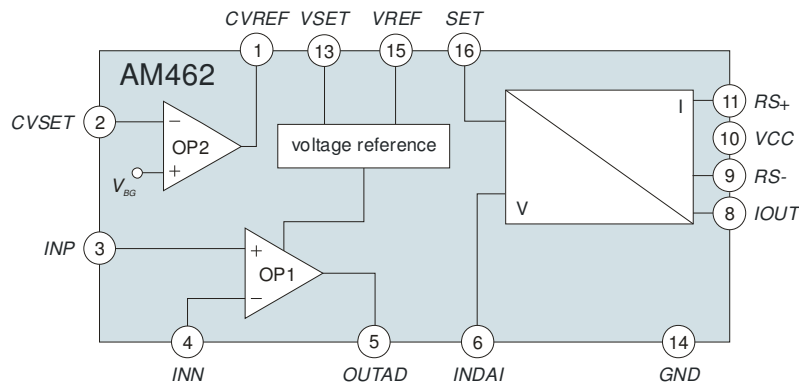 CVREF VSET VREF SET
1 13 15 16
AM462
CVSET 2 − OP2 + VBG
voltage reference
I 11 RS+
10 VCC
9 RS-
V 8 IOUT
INP 3 + OP1 −
4 5 6 14
INN OUTAD INDAI GND